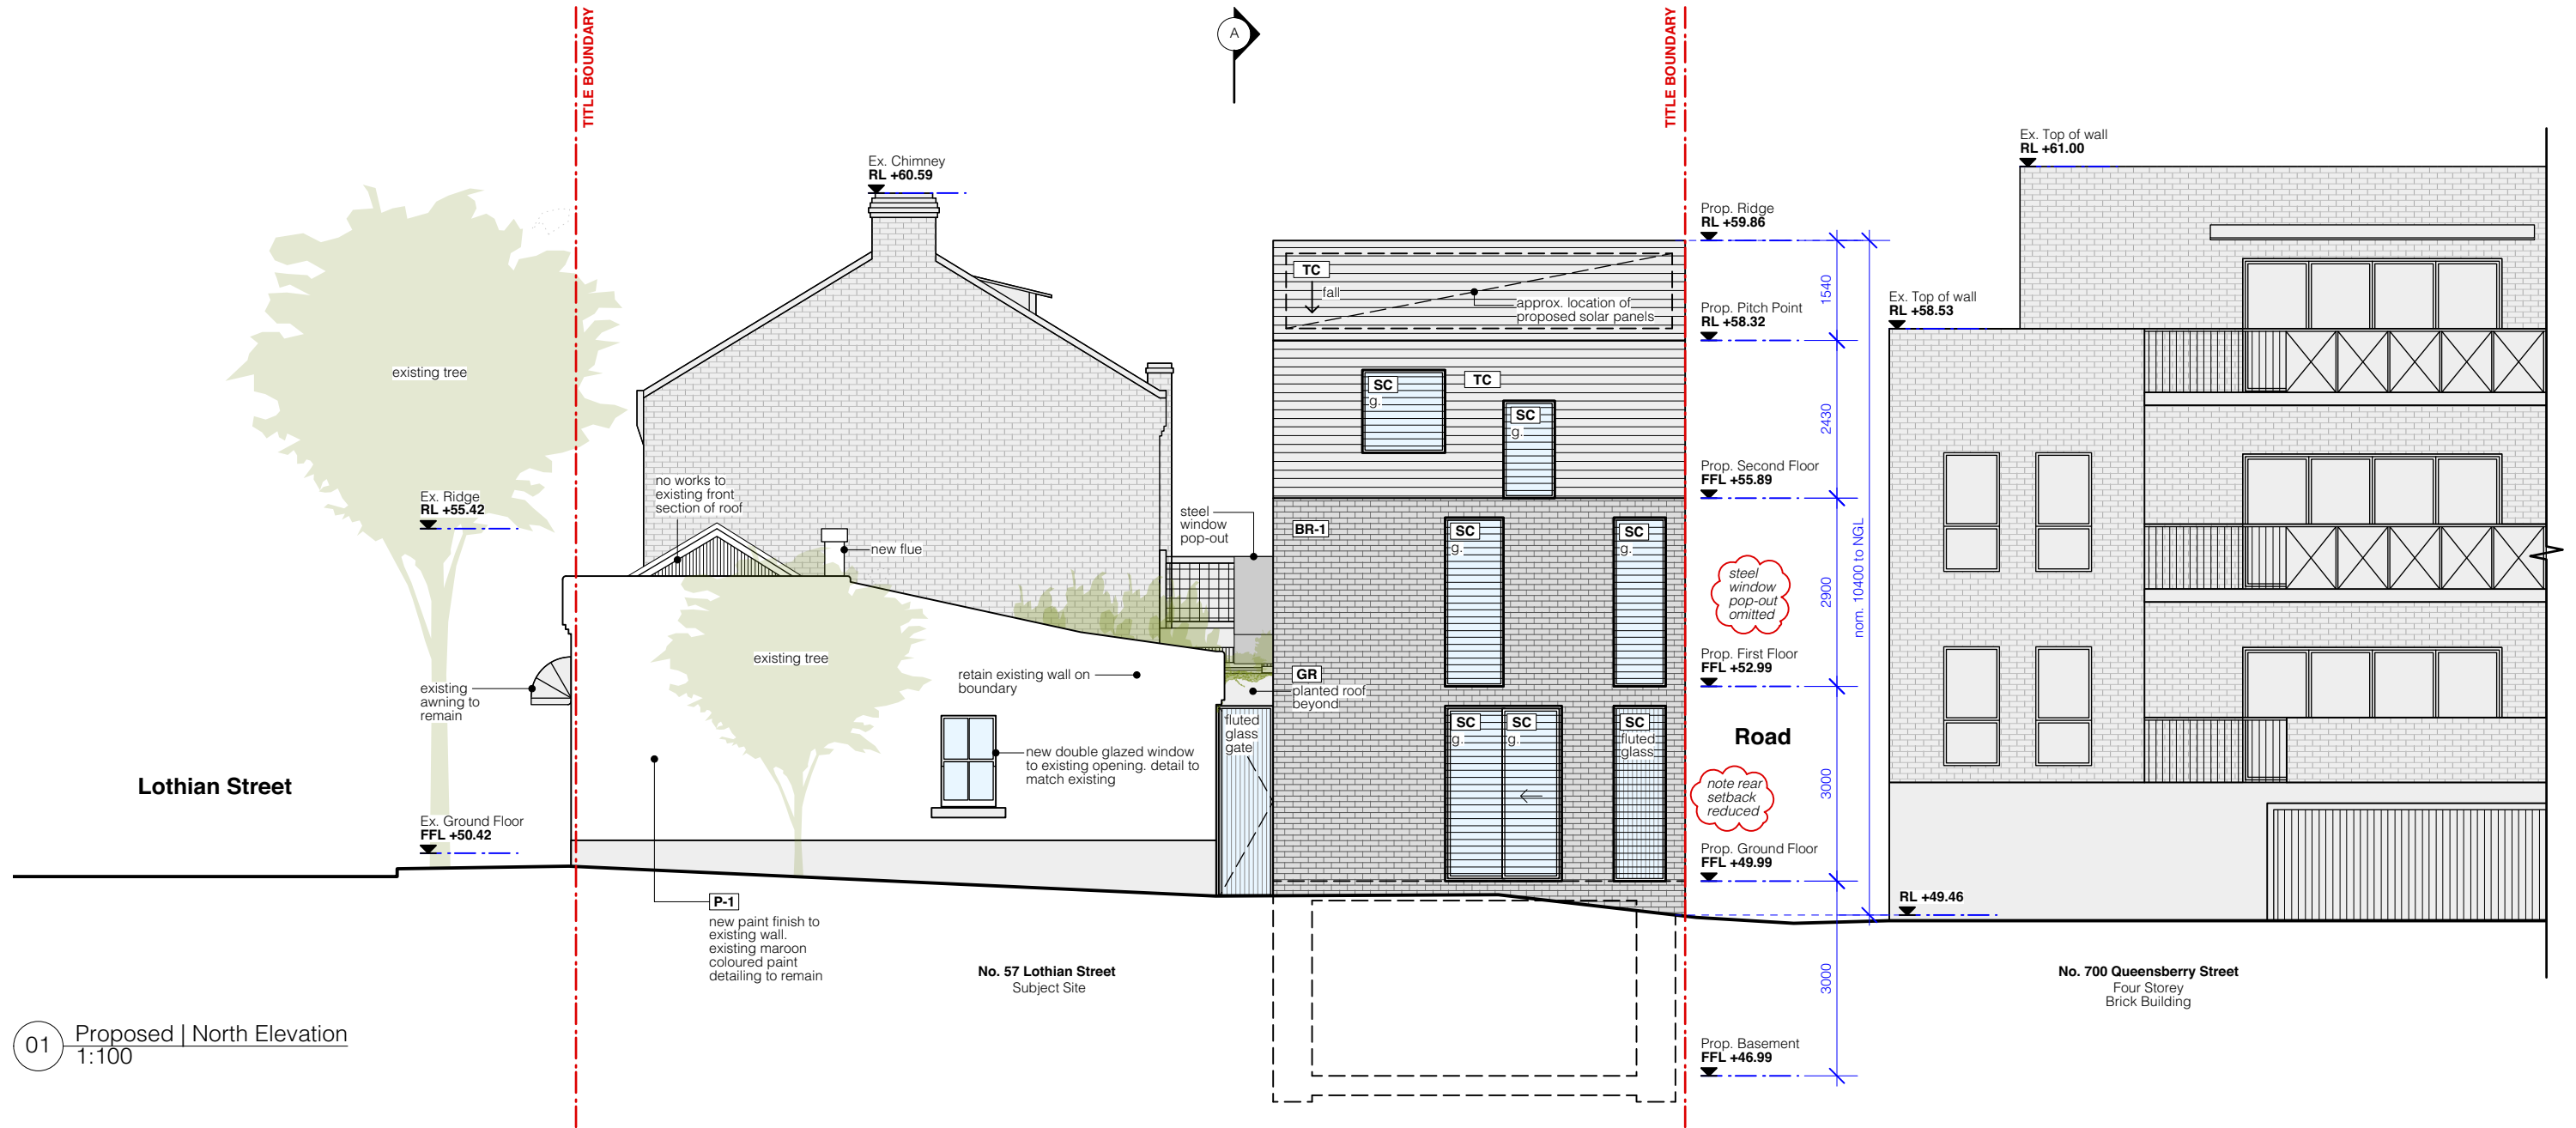 TITLE BOUNDARY
TITLE BOUNDARY
A
Ex. Chimney
RL +60.59
Ex. Top of wall
RL +61.00
Prop. Ridge
RL +59.86
TC
fall
approx. location of
proposed solar panels
1540
Prop. Pitch Point
RL +58.32
Ex. Top of wall
RL +58.53
existing tree
SC
g.
TC
SC
g.
2430
Prop. Second Floor
FFL +55.89
Ex. Ridge
RL +55.42
no works to
existing front
section of roof
new flue
steel
window
pop-out
BR-1
SC
g.
SC
g.
steel
window
pop-out
omitted
2900
nom. 10400 to NGL
Prop. First Floor
FFL +52.99
existing tree
existing
awning to
remain
retain existing wall on
boundary
GR
planted roof
beyond
fluted
glass
gate
SC
g.
SC
g.
SC
fluted
glass
Road
new double glazed window
to existing opening. detail to
match existing
Lothian Street
note rear
setback
reduced
3000
Ex. Ground Floor
FFL +50.42
Prop. Ground Floor
FFL +49.99
RL +49.46
P-1
new paint finish to
existing wall.
existing maroon
coloured paint
detailing to remain
No. 57 Lothian Street
Subject Site
3000
No. 700 Queensberry Street
Four Storey
Brick Building
Prop. Basement
FFL +46.99
01
Proposed | North Elevation
1:100